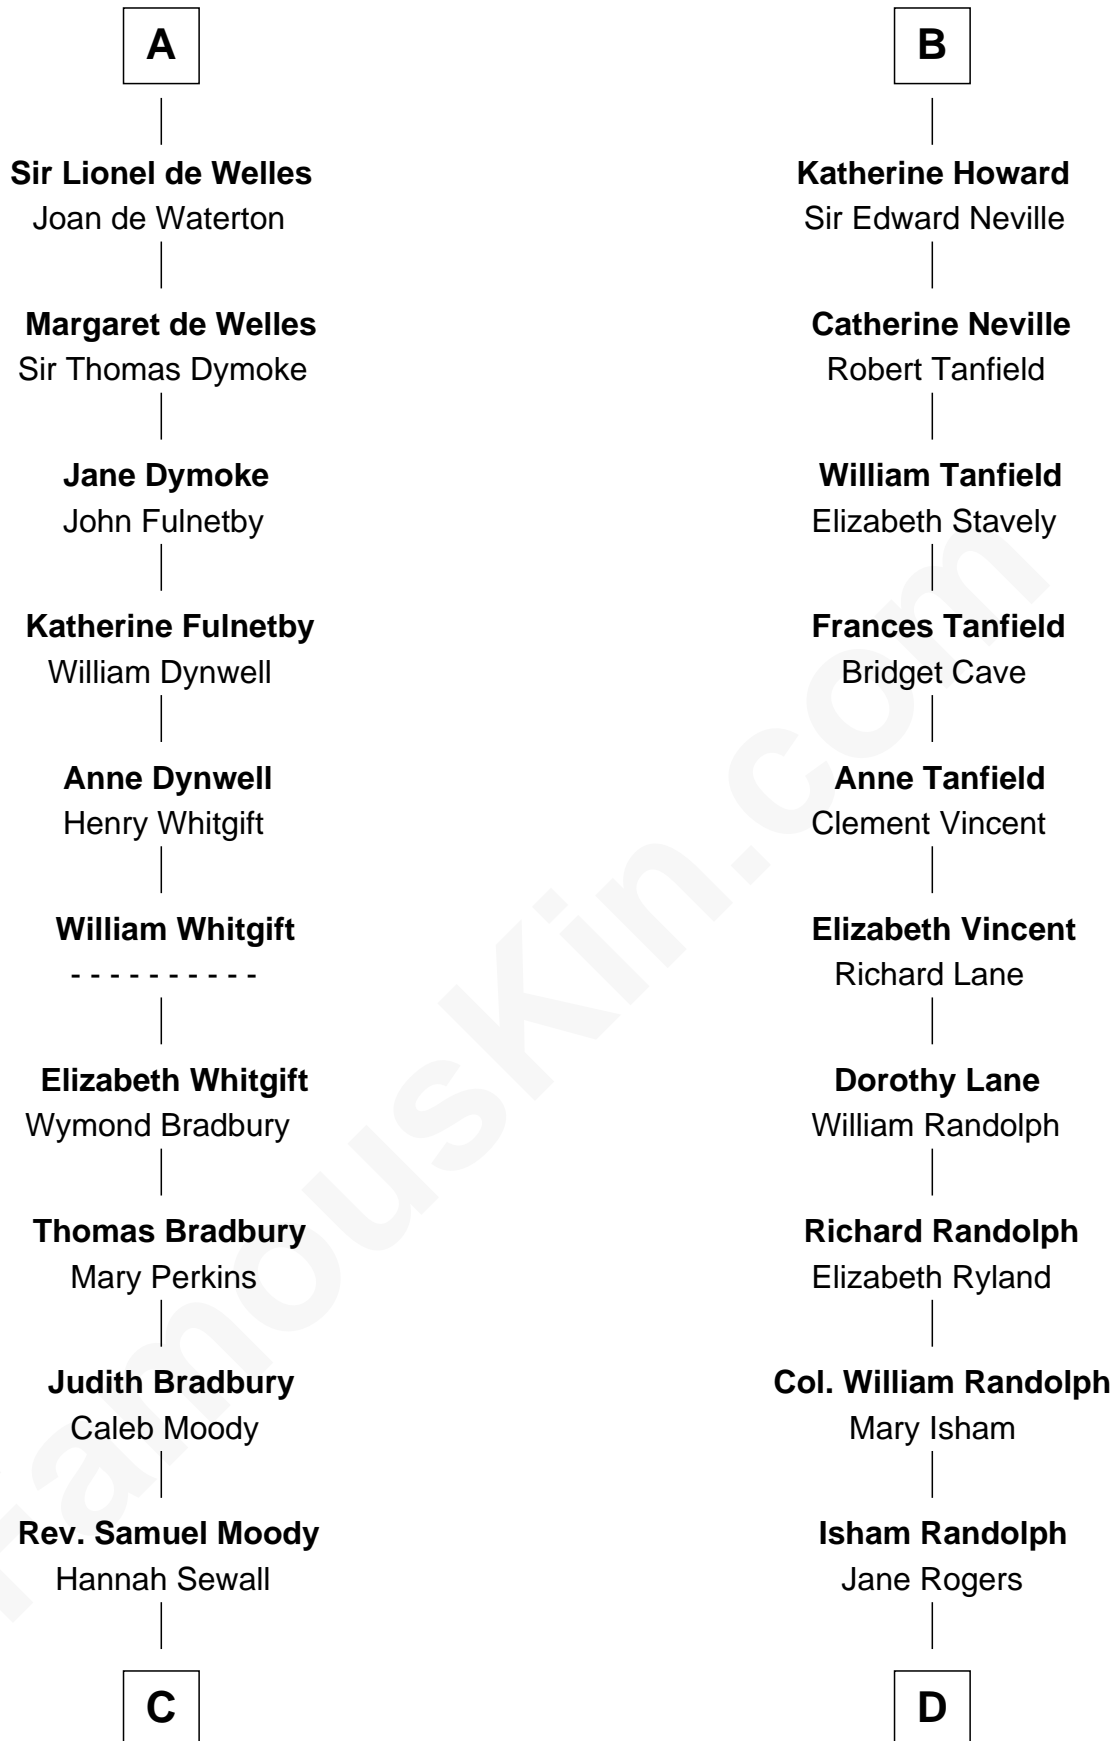 A
Sir Lionel de Welles
Joan de Waterton
Margaret de Welles
Sir Thomas Dymoke
Jane Dymoke
John Fulnetby
Katherine Fulnetby
William Dynwell
Anne Dynwell
Henry Whitgift
William Whitgift
- - - - - - - - - -
Elizabeth Whitgift
Wymond Bradbury
Thomas Bradbury
Mary Perkins
Judith Bradbury
Caleb Moody
Rev. Samuel Moody
Hannah Sewall
C
B
Katherine Howard
Sir Edward Neville
Catherine Neville
Robert Tanfield
William Tanfield
Elizabeth Stavely
Frances Tanfield
Bridget Cave
Anne Tanfield
Clement Vincent
Elizabeth Vincent
Richard Lane
Dorothy Lane
William Randolph
Richard Randolph
Elizabeth Ryland
Col. William Randolph
Mary Isham
Isham Randolph
Jane Rogers
D
FamousKin.com